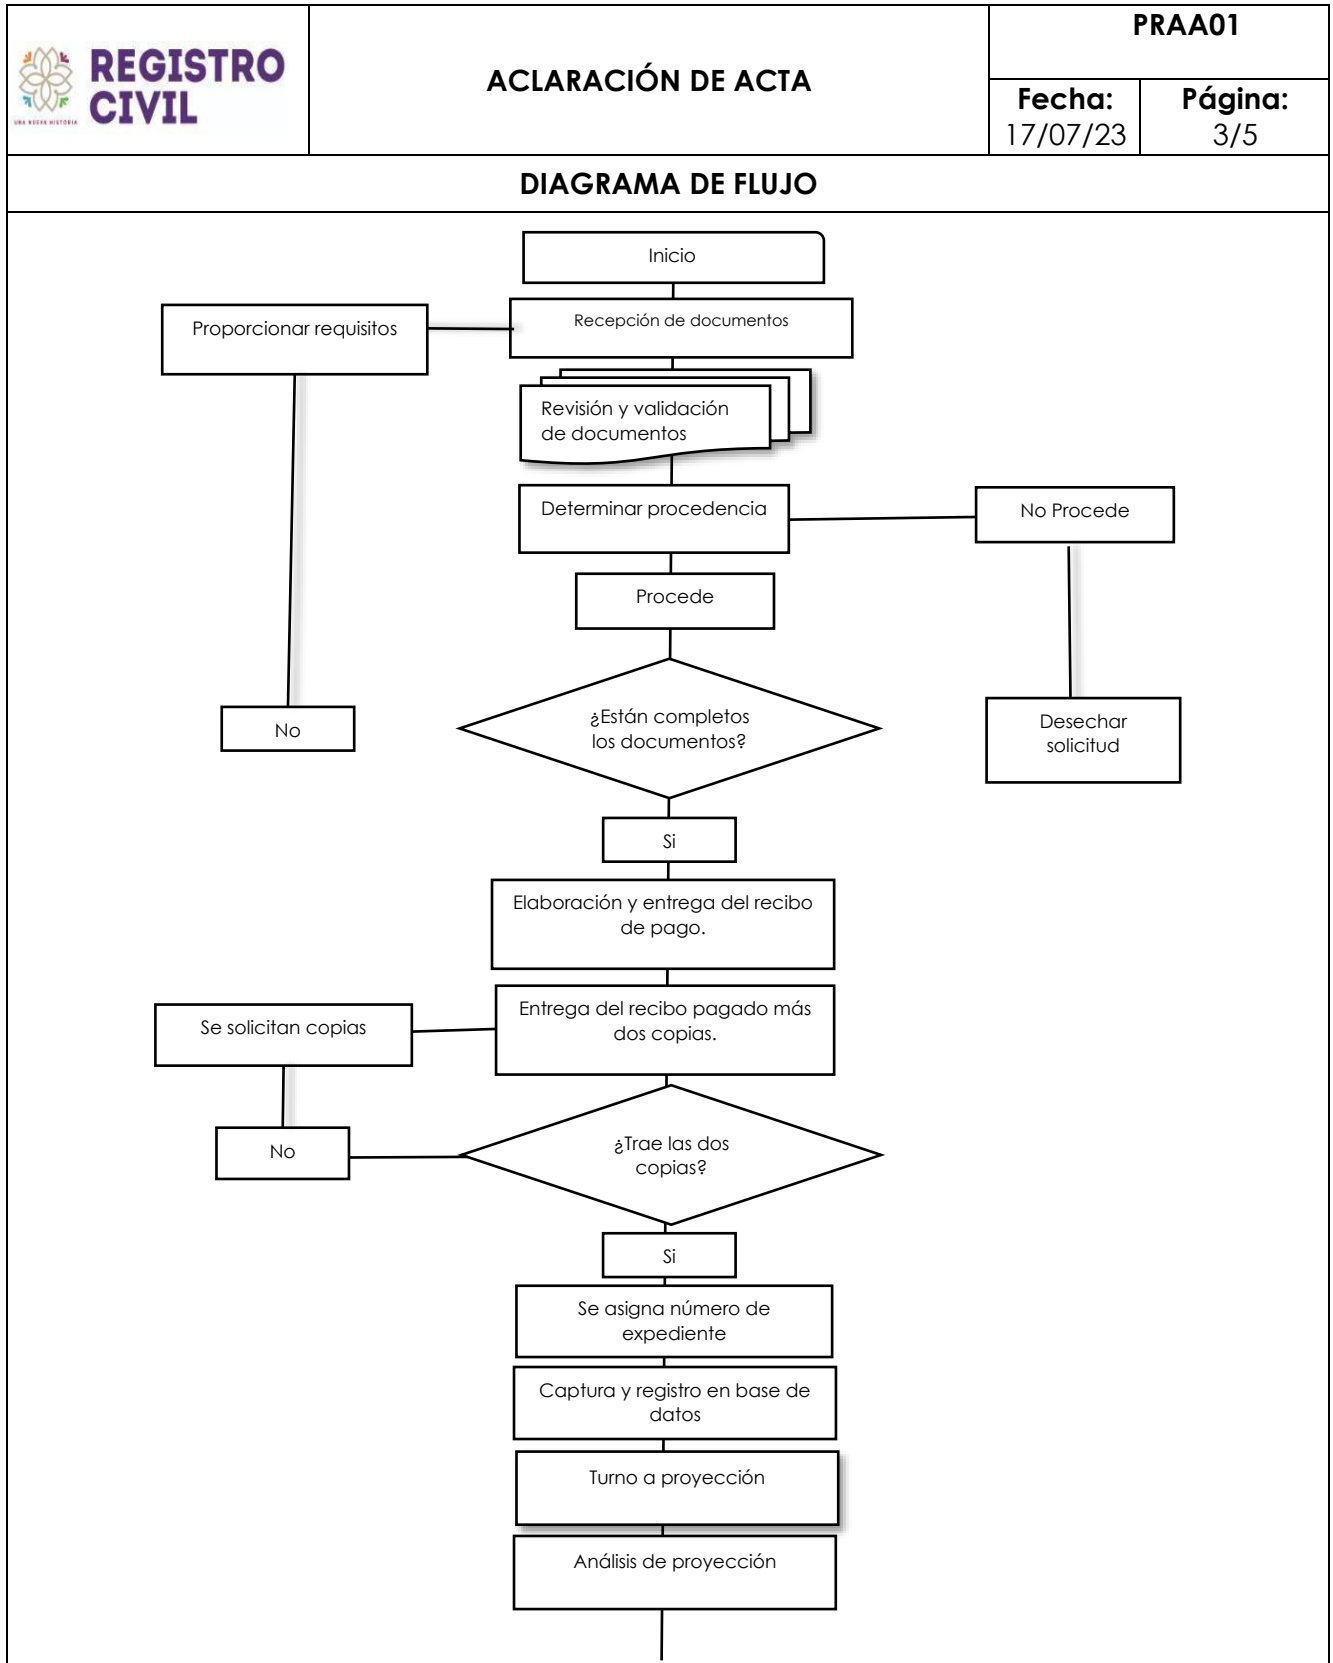 REGISTRO
CIVIL
UNA NUEVA HISTORIA
ACLARACIÓN DE ACTA
PRAA01
Fecha:
17/07/23
Página:
3/5
DIAGRAMA DE FLUJO
Inicio
Proporcionar requisitos
Recepción de documentos
Revisión y validación
de documentos
Determinar procedencia
No Procede
Procede
¿Están completos
los documentos?
No
Desechar
solicitud
Si
Elaboración y entrega del recibo
de pago.
Se solicitan copias
Entrega del recibo pagado más
dos copias.
No
¿Trae las dos
copias?
Si
Se asigna número de
expediente
Captura y registro en base de
datos
Turno a proyección
Análisis de proyección